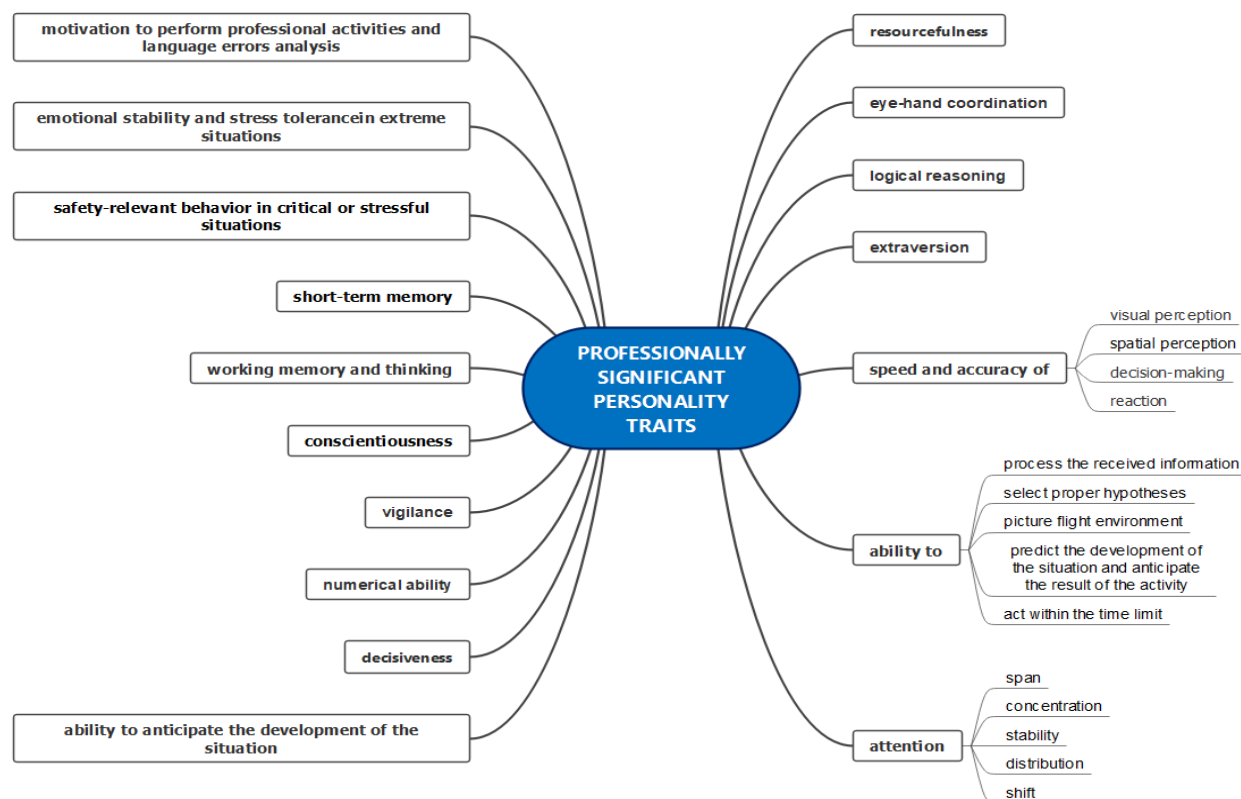 motivation to perform professional activities and
language errors analysis
emotional stability and stress tolerancein extreme
situations
safety-relevant behavior in critical or stressful
situations
short-term memory
working memory and thinking
conscientiousness
vigilance
numerical ability
decisiveness
ability to anticipate the development of the
situation
PROFESSIONALLY
SIGNIFICANT
PERSONALITY
TRAITS
resourcefulness
eye-hand coordination
logical reasoning
extraversion
speed and accuracy of
visual perception
spatial perception
decision-making
reaction
ability to
process the received information
select proper hypotheses
picture flight environment
predict the development of
the situation and anticipate
the result of the activity
act within the time limit
attention
span
concentration
stability
distribution
shift